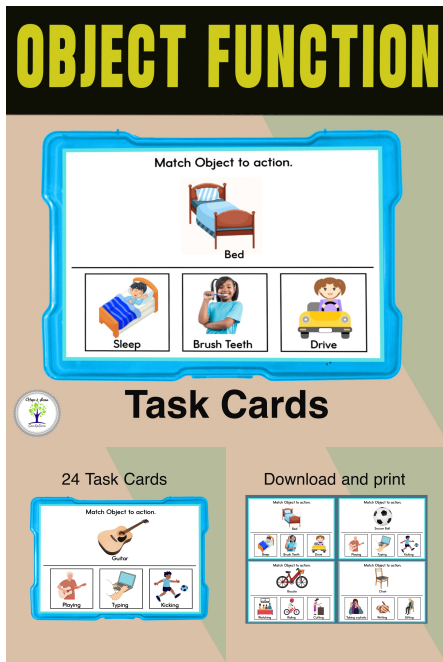 OBJECT FUNCTION
Match Object to action.
Bed
Sleep
Brush Teeth
Drive
Task Cards
24 Task Cards
Match Object to action.
Guitar
Playing
Typing
Kicking
Download and print
Match Object to action.
Bed
Sleep
Brush Teeth
Drive
Match Object to action.
Soccer Ball
Playing
Typing
Kicking
Match Object to action.
Bicycle
Riding
Cutting
Match Object to action.
Chair
Writing
Sitting